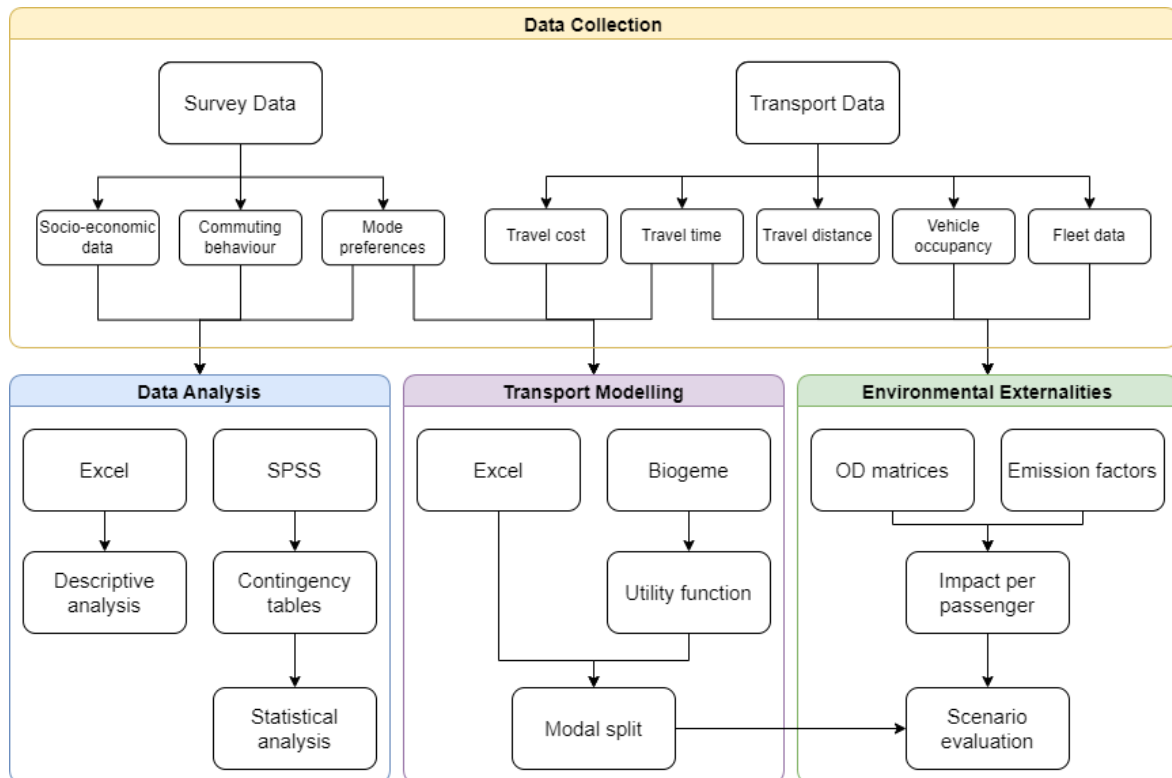 Data Collection
Survey Data
Transport Data
Socio-economic
data
Commuting
behaviour
Mode
preferences
Travel cost
Travel time
Travel distance
Vehicle
occupancy
Fleet data
Data Analysis
Excel
SPSS
Descriptive
analysis
Contingency
tables
Statistical
analysis
Transport Modelling
Excel
Biogeme
Utility function
Modal split
Environmental Externalities
OD matrices
Emission factors
Impact per
passenger
Scenario
evaluation